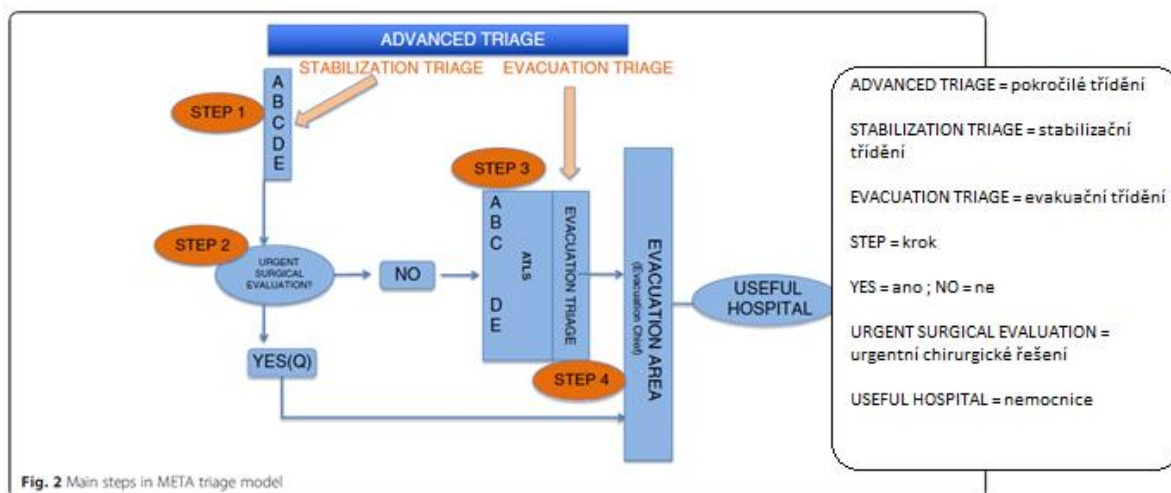 ADVANCED TRIAGE
STABILIZATION TRIAGE
EVACUATION TRIAGE
STEP 1
A
B
C
D
E
STEP 2
URGENT
SURGICAL
EVALUATION?
NO
YES(Q)
STEP 3
A
B
C
D
E
ATLS
EVACUATION TRIAGE
STEP 4
EVACUATION AREA
(Evacuation Chief)
USEFUL
HOSPITAL
ADVANCED TRIAGE = pokročilé třídění
STABILIZATION TRIAGE = stabilizační
třídění
EVACUATION TRIAGE = evakuační třídění
STEP = krok
YES = ano ; NO = ne
URGENT SURGICAL EVALUATION =
urgentní chirurgické řešení
USEFUL HOSPITAL = nemocnice
Fig. 2 Main steps in META triage model